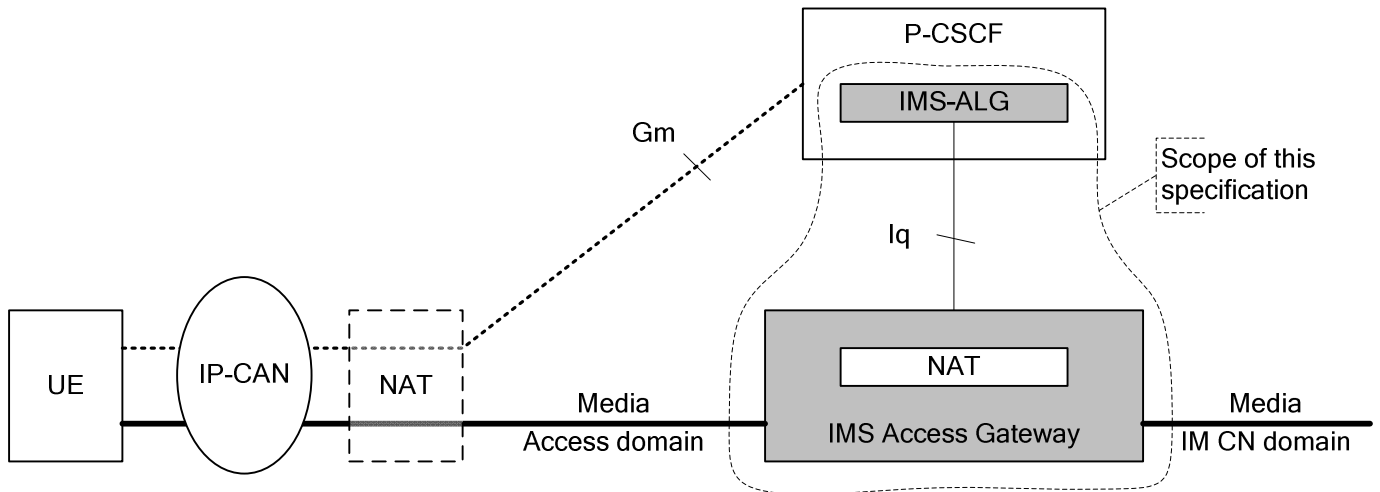 P-CSCF
IMS-ALG
Gm
Scope of this
specification
Iq
UE
IP-CAN
NAT
NAT
Media
Access domain
IMS Access Gateway
Media
IM CN domain